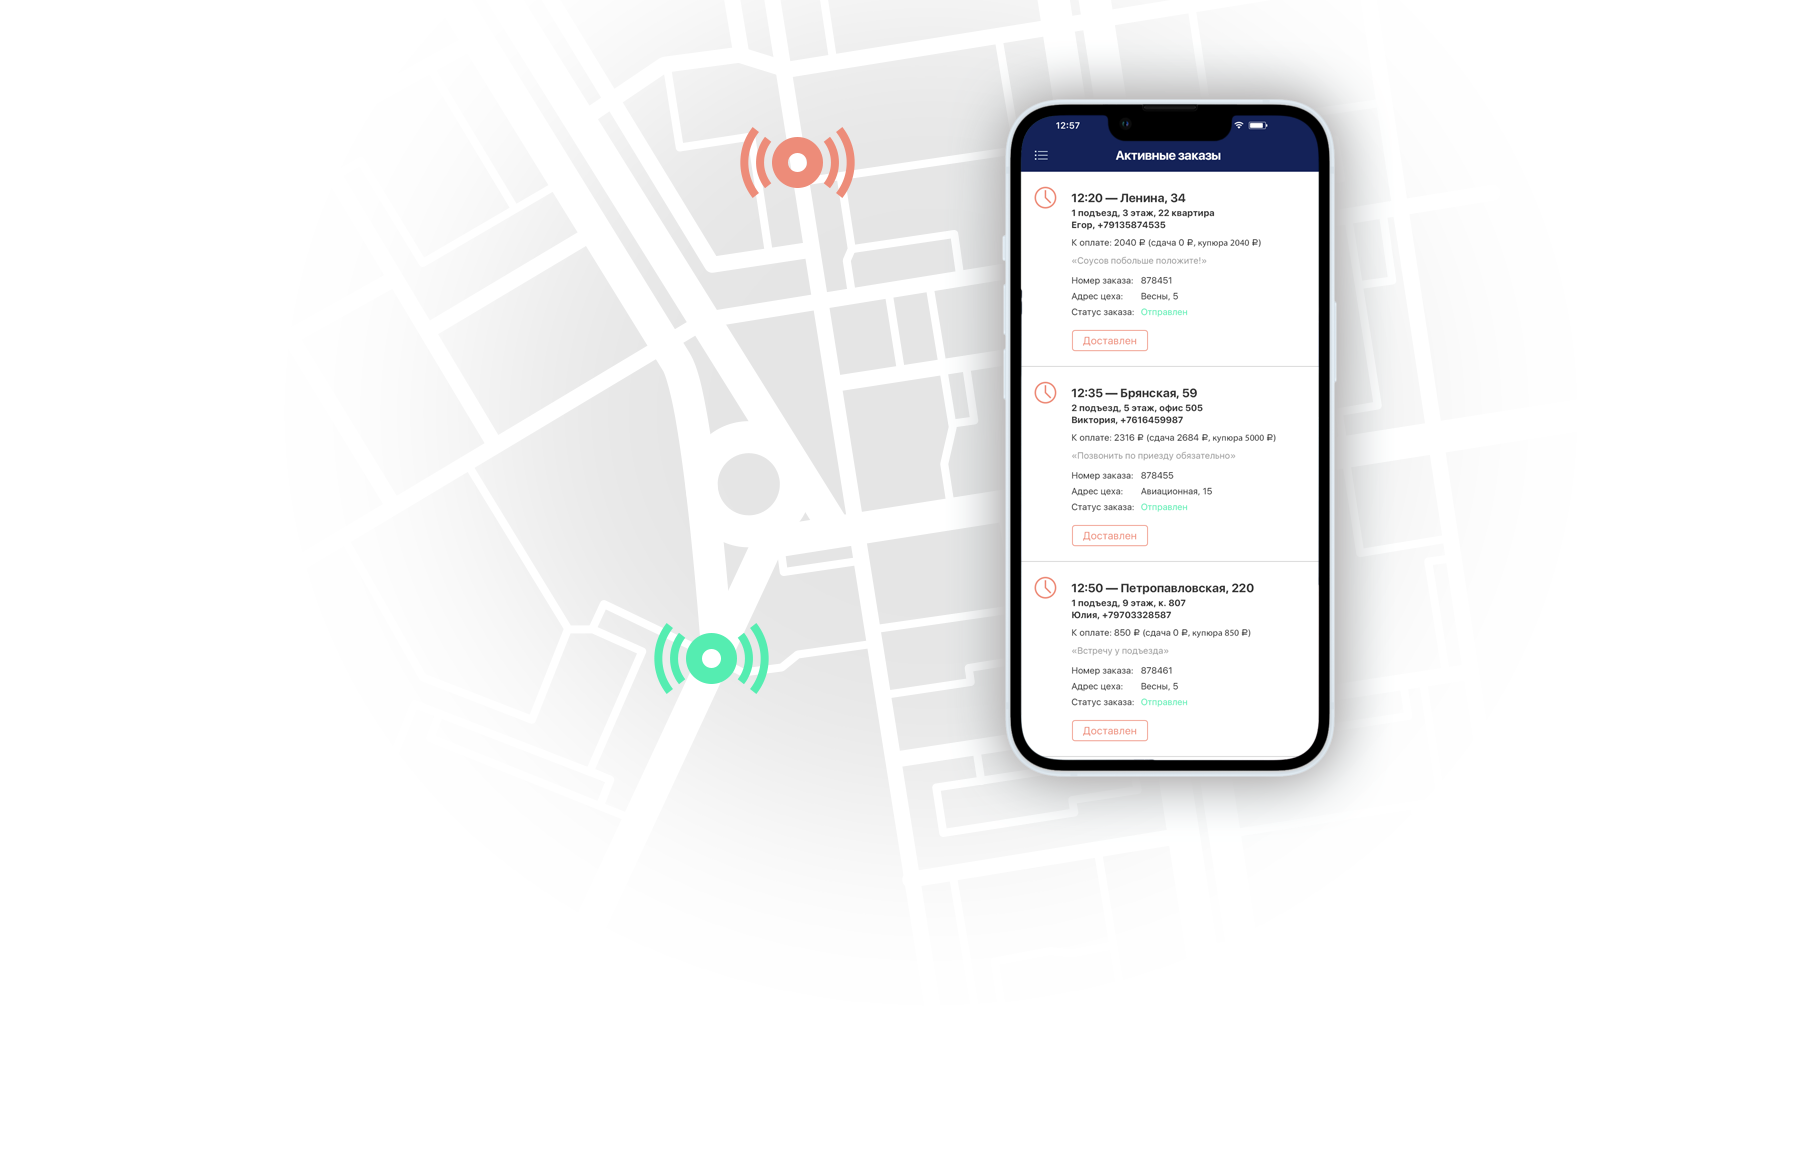 12:57
Активные заказы
12:20 — Ленина, 34
1 подъезд, 3 этаж, 22 квартира
Егор, +79135874535
К оплате: 2040 ₽ (сдача 0 ₽, купюра 2040 ₽)
«Соусов побольше положите!»
Номер заказа: 878451
Адрес цеха: Весны, 5
Статус заказа: Отправлен
Доставлен
12:35 — Брянская, 59
2 подъезд, 5 этаж, офис 505
Виктория, +7616459987
К оплате: 2316 ₽ (сдача 2684 ₽, купюра 5000 ₽)
«Позвонить по приезду обязательно»
Номер заказа: 878455
Адрес цеха: Авиационная, 15
Статус заказа: Отправлен
Доставлен
12:50 — Петропавловская, 220
1 подъезд, 9 этаж, к. 807
Юлия, +79703328587
К оплате: 850 ₽ (сдача 0 ₽, купюра 850 ₽)
«Встречу у подъезда»
Номер заказа: 878461
Адрес цеха: Весны, 5
Статус заказа: Отправлен
Доставлен